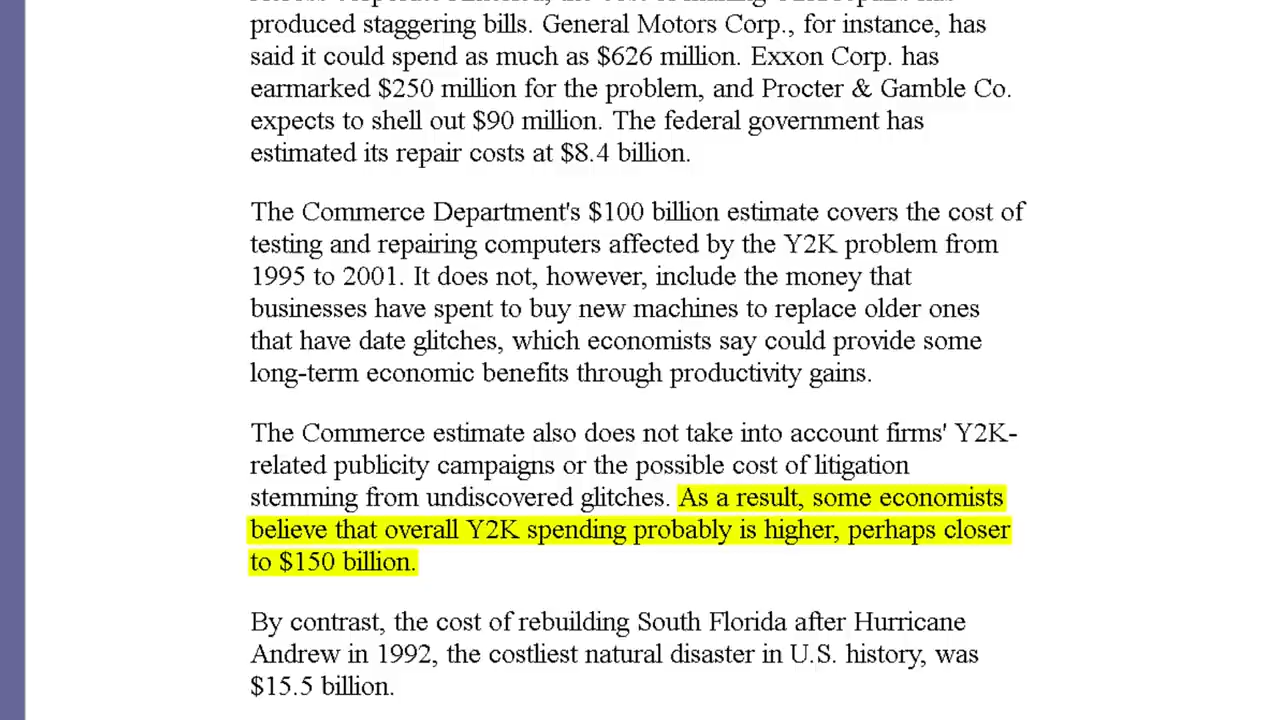 produced staggering bills. General Motors Corp., for instance, has
said it could spend as much as $626 million. Exxon Corp. has
earmarked $250 million for the problem, and Procter & Gamble Co.
expects to shell out $90 million. The federal government has
estimated its repair costs at $8.4 billion.
The Commerce Department's $100 billion estimate covers the cost of
testing and repairing computers affected by the Y2K problem from
1995 to 2001. It does not, however, include the money that
businesses have spent to buy new machines to replace older ones
that have date glitches, which economists say could provide some
long-term economic benefits through productivity gains.
The Commerce estimate also does not take into account firms' Y2K-
related publicity campaigns or the possible cost of litigation
stemming from undiscovered glitches. As a result, some economists
believe that overall Y2K spending probably is higher, perhaps closer
to $150 billion.
By contrast, the cost of rebuilding South Florida after Hurricane
Andrew in 1992, the costliest natural disaster in U.S. history, was
$15.5 billion.